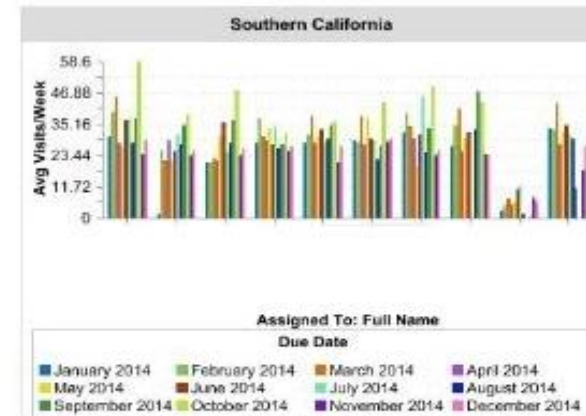 Southern California
58.6
46.88
35.16
23.44
11.72
0
Avg Visits/Week
Assigned To: Full Name
Due Date
January 2014 February 2014 March 2014 April 2014
May 2014 June 2014 July 2014 August 2014
September 2014 October 2014 November 2014 December 2014